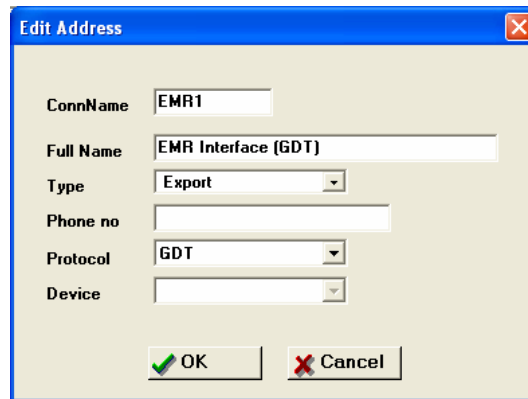 Edit Address
ConnName EMR1
Full Name EMR Interface (GDT)
Type Export
Phone no
Protocol GDT
Device
OK Cancel